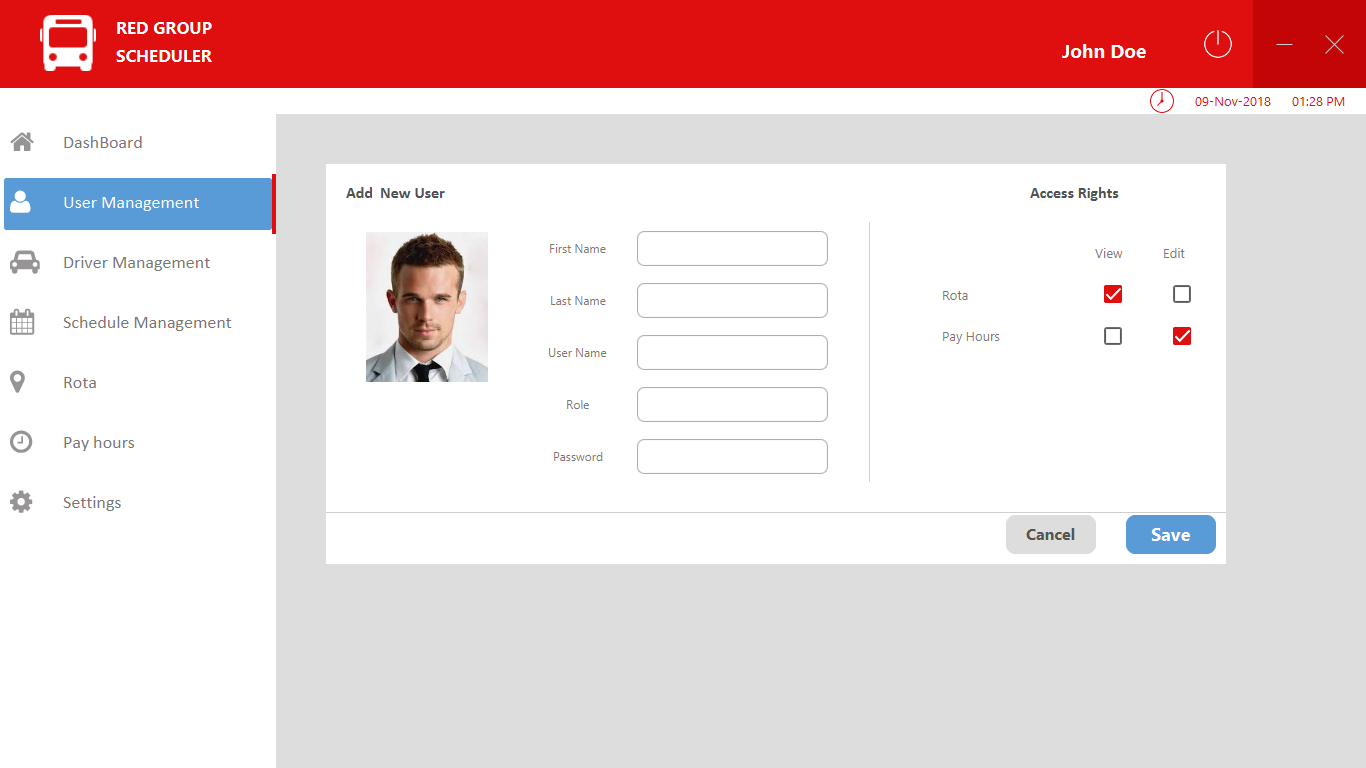 RED GROUP
SCHEDULER
John Doe
09-Nov-2018 01:28 PM
DashBoard
User Management
Driver Management
Schedule Management
Rota
Pay hours
Settings
Add New User
First Name
Last Name
User Name
Role
Password
Access Rights
View Edit
Rota
Pay Hours
Cancel Save